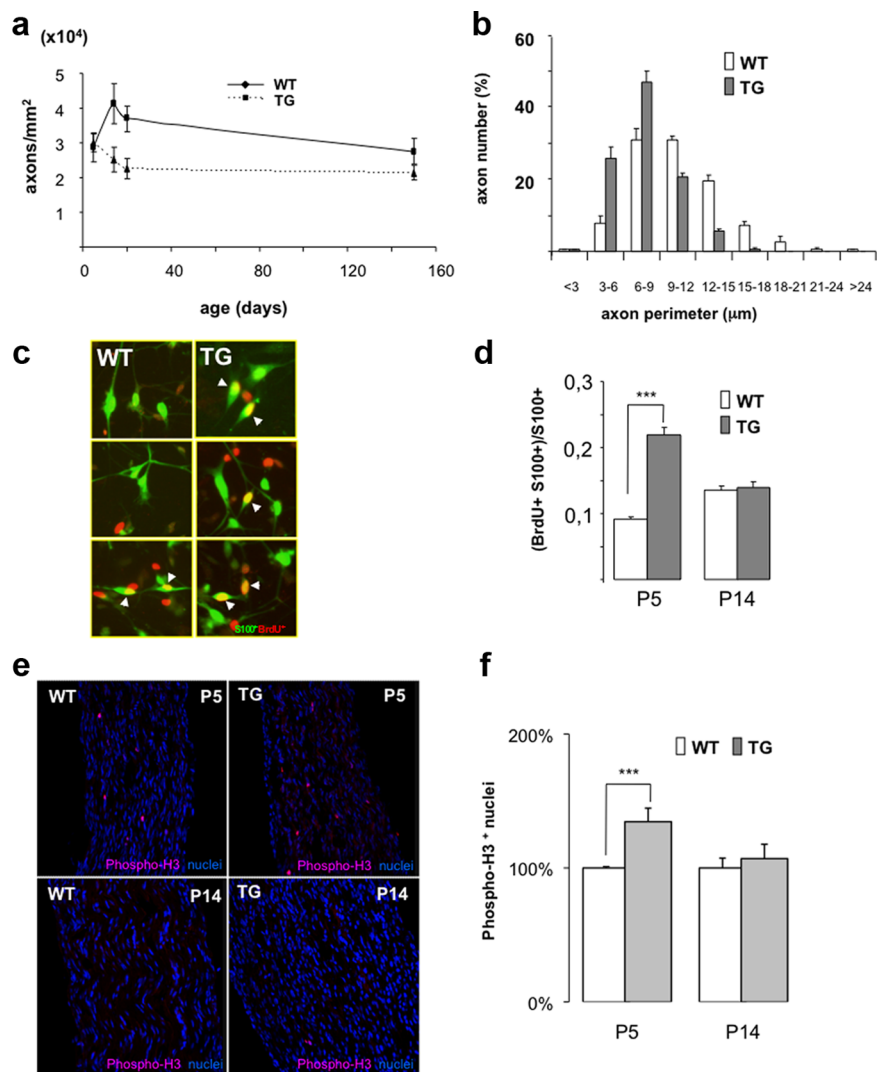 a
(x10⁴)
5
4
3
2
1
axons/mm²
WT
TG
0 40 80 120 160
age (days)
b
60
40
20
axon number (%)
WT
TG
<3 3-6 6-9 9-12 12-15 15-18 18-21 21-24 >24
axon perimeter (µm)
c
WT TG
S100⁺BrdU⁺
d
0,3
0,2
0,1
(BrdU+ S100+)/S100+
***
WT
TG
P5 P14
e
WT P5
Phospho-H3 nuclei
TG P5
Phospho-H3 nuclei
WT P14
Phospho-H3 nuclei
TG P14
Phospho-H3 nuclei
f
200%
100%
0%
Phospho-H3 ⁺ nuclei
WT TG
***
P5 P14